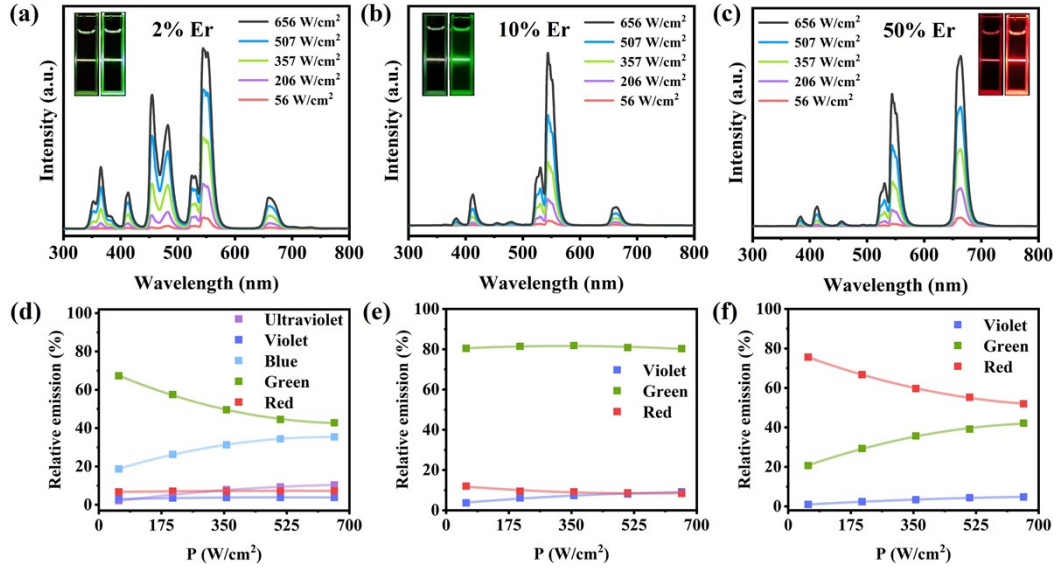 (a)
2% Er
656 W/cm²
507 W/cm²
357 W/cm²
206 W/cm²
56 W/cm²
Intensity (a.u.)
300 400 500 600 700 800
Wavelength (nm)
(b)
10% Er
656 W/cm²
507 W/cm²
357 W/cm²
206 W/cm²
56 W/cm²
Intensity (a.u.)
300 400 500 600 700 800
Wavelength (nm)
(c)
50% Er
656 W/cm²
507 W/cm²
357 W/cm²
206 W/cm²
56 W/cm²
Intensity (a.u.)
300 400 500 600 700 800
Wavelength (nm)
(d)
Ultraviolet
Violet
Blue
Green
Red
Relative emission (%)
100
80
60
40
20
0
0 175 350 525 700
P (W/cm²)
(e)
Violet
Green
Red
Relative emission (%)
100
80
60
40
20
0
0 175 350 525 700
P (W/cm²)
(f)
Violet
Green
Red
Relative emission (%)
100
80
60
40
20
0
0 175 350 525 700
P (W/cm²)